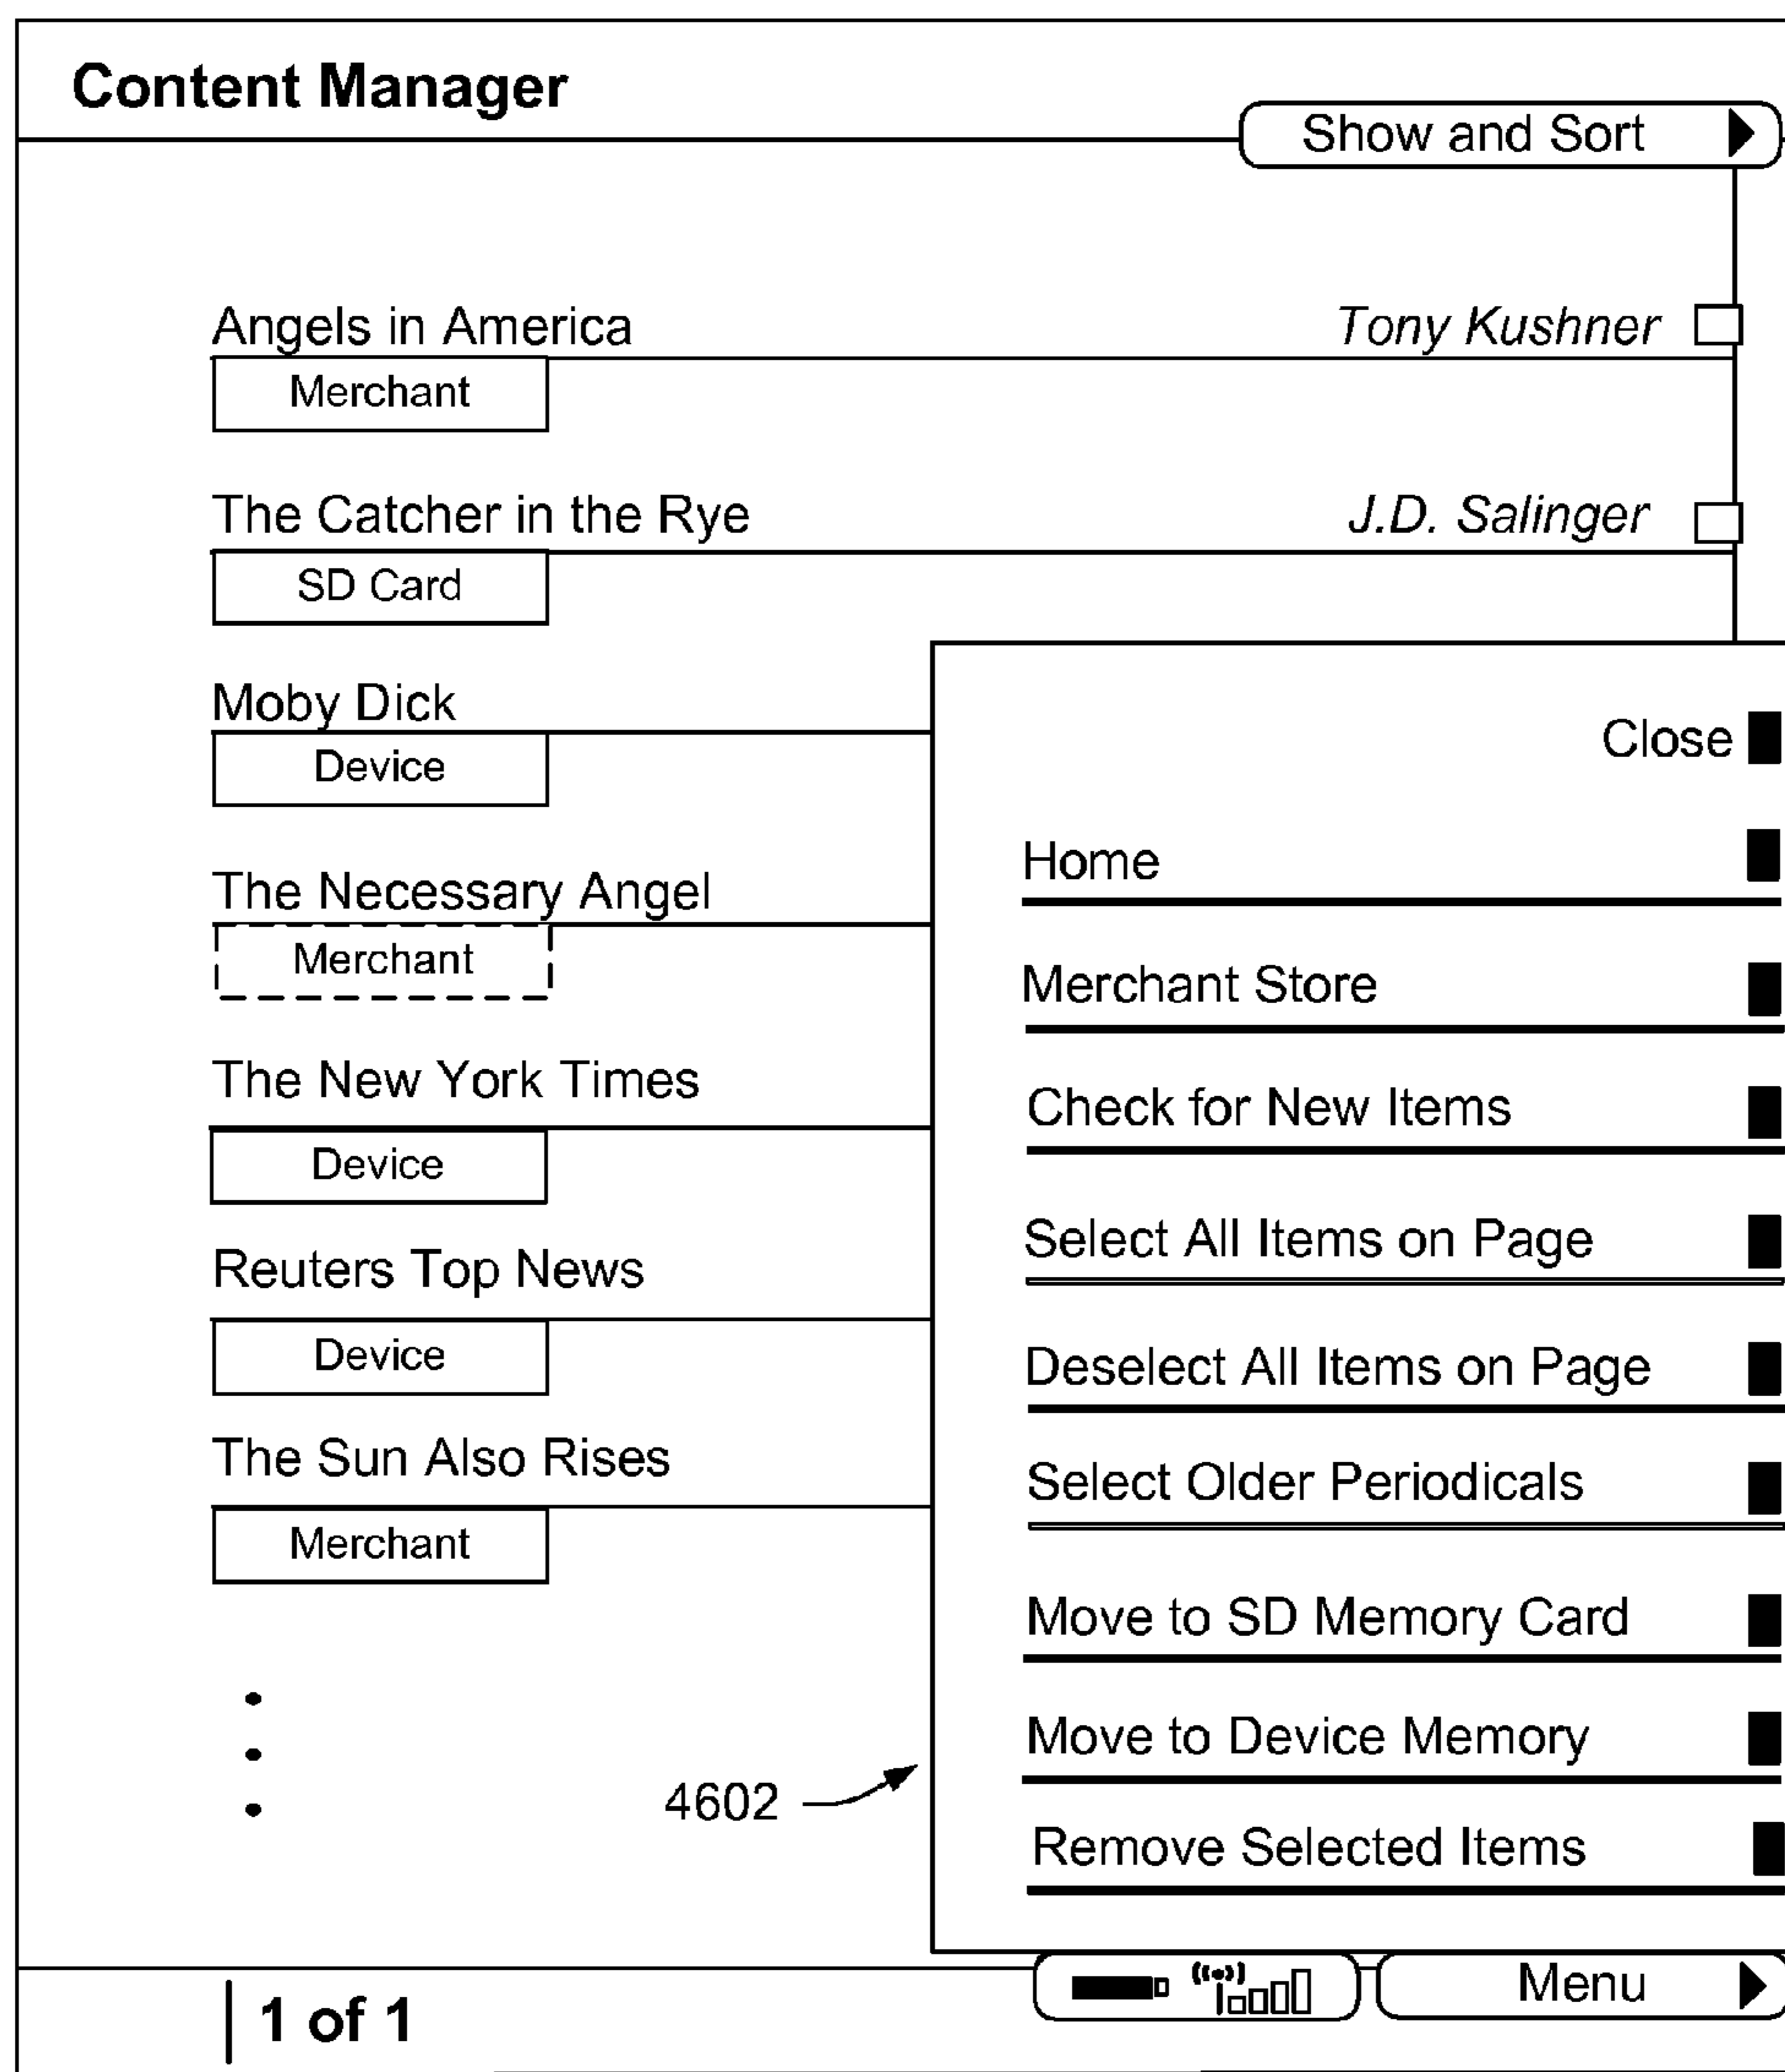 Content Manager
Show and Sort
Angels in America Tony Kushner
Merchant
The Catcher in the Rye J.D. Salinger
SD Card
Moby Dick
Device
The Necessary Angel
Merchant
The New York Times
Device
Reuters Top News
Device
The Sun Also Rises
Merchant
4602
Close
Home
Merchant Store
Check for New Items
Select All Items on Page
Deselect All Items on Page
Select Older Periodicals
Move to SD Memory Card
Move to Device Memory
Remove Selected Items
1 of 1
Menu